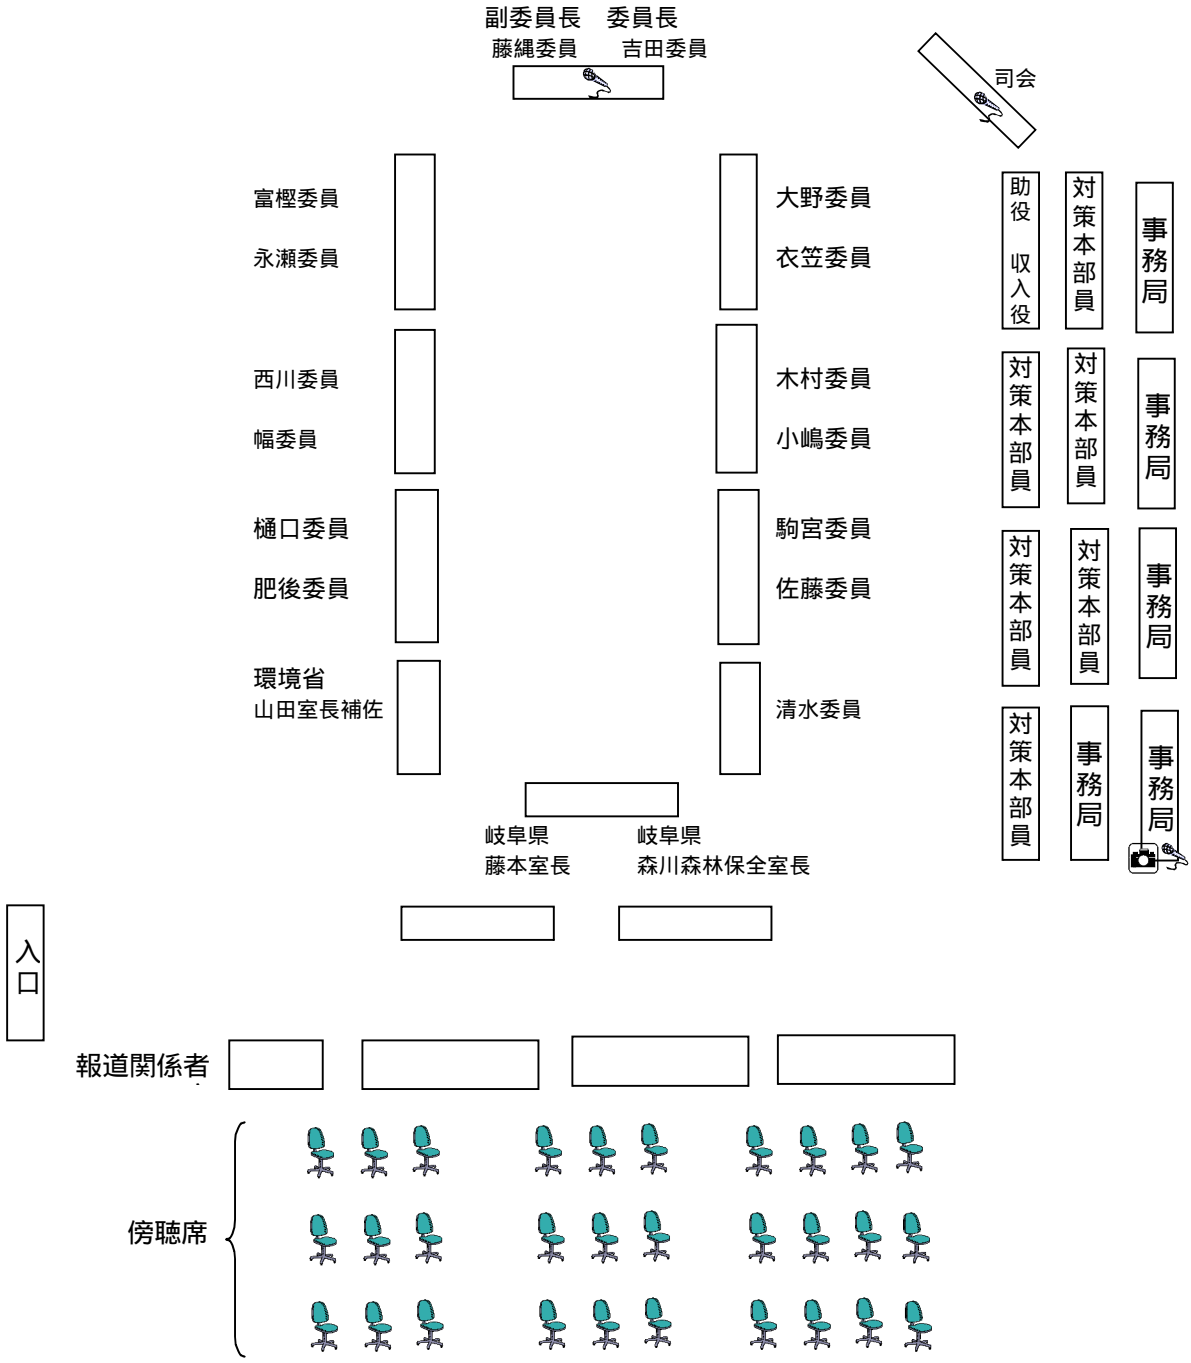 副委員長　委員長
藤縄委員　吉田委員
司会
富樫委員
永瀬委員
西川委員
幅委員
樋口委員
肥後委員
環境省
山田室長補佐
大野委員
衣笠委員
木村委員
小嶋委員
駒宮委員
佐藤委員
清水委員
助役　収入役
対策本部員
事務局
対策本部員
対策本部員
事務局
対策本部員
対策本部員
事務局
対策本部員
事務局
事務局
岐阜県
藤本室長
岐阜県
森川森林保全室長
入口
報道関係者
傍聴席